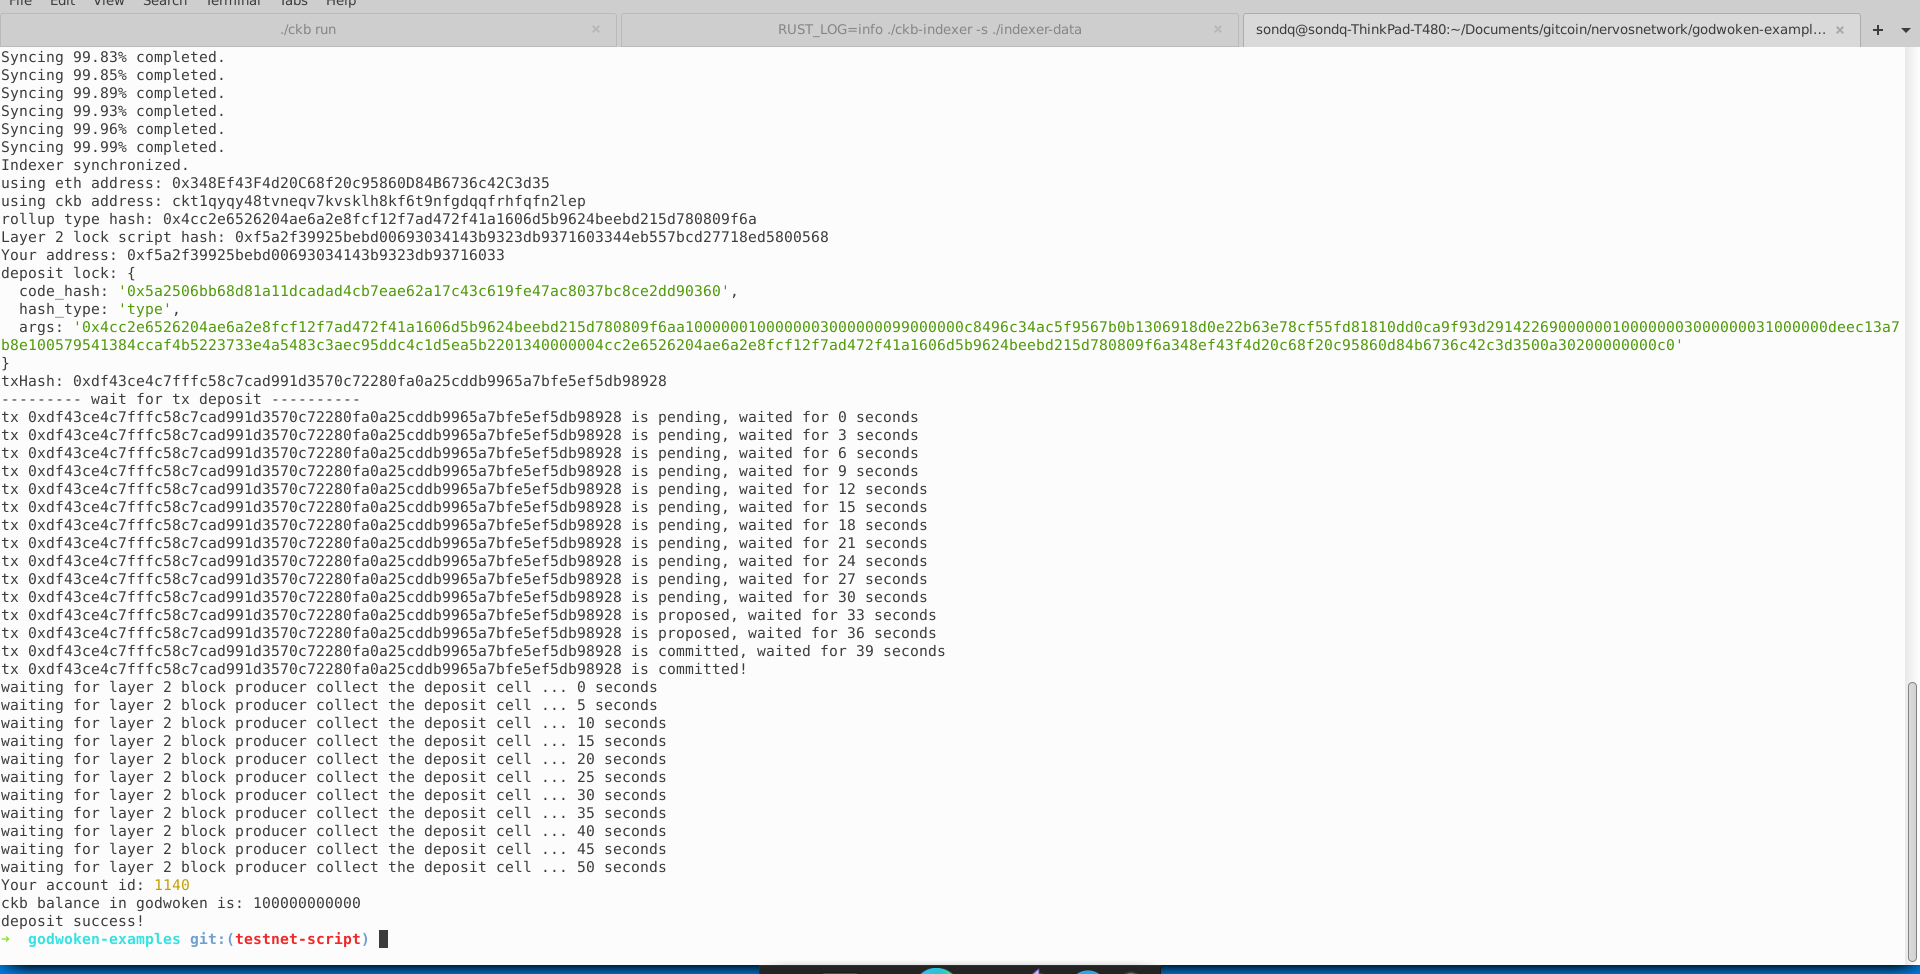 File Edit View Search Terminal Tabs Help
./ckb run × RUST_LOG=info ./ckb-indexer -s ./indexer-data × sondq@sondq-ThinkPad-T480:~/Documents/gitcoin/nervosnetwork/godwoken-exampl... × +
Syncing 99.83% completed.
Syncing 99.85% completed.
Syncing 99.89% completed.
Syncing 99.93% completed.
Syncing 99.96% completed.
Syncing 99.99% completed.
Indexer synchronized.
using eth address: 0x348Ef43F4d20C68f20c95860D84B6736c42C3d35
using ckb address: ckt1qyqy48tvneqv7kvsklh8kf6t9nfgdqqfrhfqfn2lep
rollup type hash: 0x4cc2e6526204ae6a2e8fcf12f7ad472f41a1606d5b9624beebd215d780809f6a
Layer 2 lock script hash: 0xf5a2f39925bebd00693034143b9323db9371603344eb557bcd27718ed5800568
Your address: 0xf5a2f39925bebd00693034143b9323db93716033
deposit lock: {
  code_hash: '0x5a2506bb68d81a11dcadad4cb7eae62a17c43c619fe47ac8037bc8ce2dd90360',
  hash_type: 'type',
  args: '0x4cc2e6526204ae6a2e8fcf12f7ad472f41a1606d5b9624beebd215d780809f6aa1000000100000003000000099000000c8496c34ac5f9567b0b1306918d0e22b63e78cf55fd81810dd0ca9f93d29142269000000010000000030000000031000000deec13a7
b8e100579541384ccaf4b5223733e4a5483c3aec95ddc4c1d5ea5b2201340000004cc2e6526204ae6a2e8fcf12f7ad472f41a1606d5b9624beebd215d780809f6a348ef43f4d20c68f20c95860d84b6736c42c3d3500a30200000000c0'
}
txHash: 0xdf43ce4c7fffc58c7cad991d3570c72280fa0a25cddb9965a7bfe5ef5db98928
--------- wait for tx deposit ----------
tx 0xdf43ce4c7fffc58c7cad991d3570c72280fa0a25cddb9965a7bfe5ef5db98928 is pending, waited for 0 seconds
tx 0xdf43ce4c7fffc58c7cad991d3570c72280fa0a25cddb9965a7bfe5ef5db98928 is pending, waited for 3 seconds
tx 0xdf43ce4c7fffc58c7cad991d3570c72280fa0a25cddb9965a7bfe5ef5db98928 is pending, waited for 6 seconds
tx 0xdf43ce4c7fffc58c7cad991d3570c72280fa0a25cddb9965a7bfe5ef5db98928 is pending, waited for 9 seconds
tx 0xdf43ce4c7fffc58c7cad991d3570c72280fa0a25cddb9965a7bfe5ef5db98928 is pending, waited for 12 seconds
tx 0xdf43ce4c7fffc58c7cad991d3570c72280fa0a25cddb9965a7bfe5ef5db98928 is pending, waited for 15 seconds
tx 0xdf43ce4c7fffc58c7cad991d3570c72280fa0a25cddb9965a7bfe5ef5db98928 is pending, waited for 18 seconds
tx 0xdf43ce4c7fffc58c7cad991d3570c72280fa0a25cddb9965a7bfe5ef5db98928 is pending, waited for 21 seconds
tx 0xdf43ce4c7fffc58c7cad991d3570c72280fa0a25cddb9965a7bfe5ef5db98928 is pending, waited for 24 seconds
tx 0xdf43ce4c7fffc58c7cad991d3570c72280fa0a25cddb9965a7bfe5ef5db98928 is pending, waited for 27 seconds
tx 0xdf43ce4c7fffc58c7cad991d3570c72280fa0a25cddb9965a7bfe5ef5db98928 is pending, waited for 30 seconds
tx 0xdf43ce4c7fffc58c7cad991d3570c72280fa0a25cddb9965a7bfe5ef5db98928 is proposed, waited for 33 seconds
tx 0xdf43ce4c7fffc58c7cad991d3570c72280fa0a25cddb9965a7bfe5ef5db98928 is proposed, waited for 36 seconds
tx 0xdf43ce4c7fffc58c7cad991d3570c72280fa0a25cddb9965a7bfe5ef5db98928 is committed, waited for 39 seconds
tx 0xdf43ce4c7fffc58c7cad991d3570c72280fa0a25cddb9965a7bfe5ef5db98928 is committed!
waiting for layer 2 block producer collect the deposit cell ... 0 seconds
waiting for layer 2 block producer collect the deposit cell ... 5 seconds
waiting for layer 2 block producer collect the deposit cell ... 10 seconds
waiting for layer 2 block producer collect the deposit cell ... 15 seconds
waiting for layer 2 block producer collect the deposit cell ... 20 seconds
waiting for layer 2 block producer collect the deposit cell ... 25 seconds
waiting for layer 2 block producer collect the deposit cell ... 30 seconds
waiting for layer 2 block producer collect the deposit cell ... 35 seconds
waiting for layer 2 block producer collect the deposit cell ... 40 seconds
waiting for layer 2 block producer collect the deposit cell ... 45 seconds
waiting for layer 2 block producer collect the deposit cell ... 50 seconds
Your account id: 1140
ckb balance in godwoken is: 100000000000
deposit success!
➜  godwoken-examples git:(testnet-script)